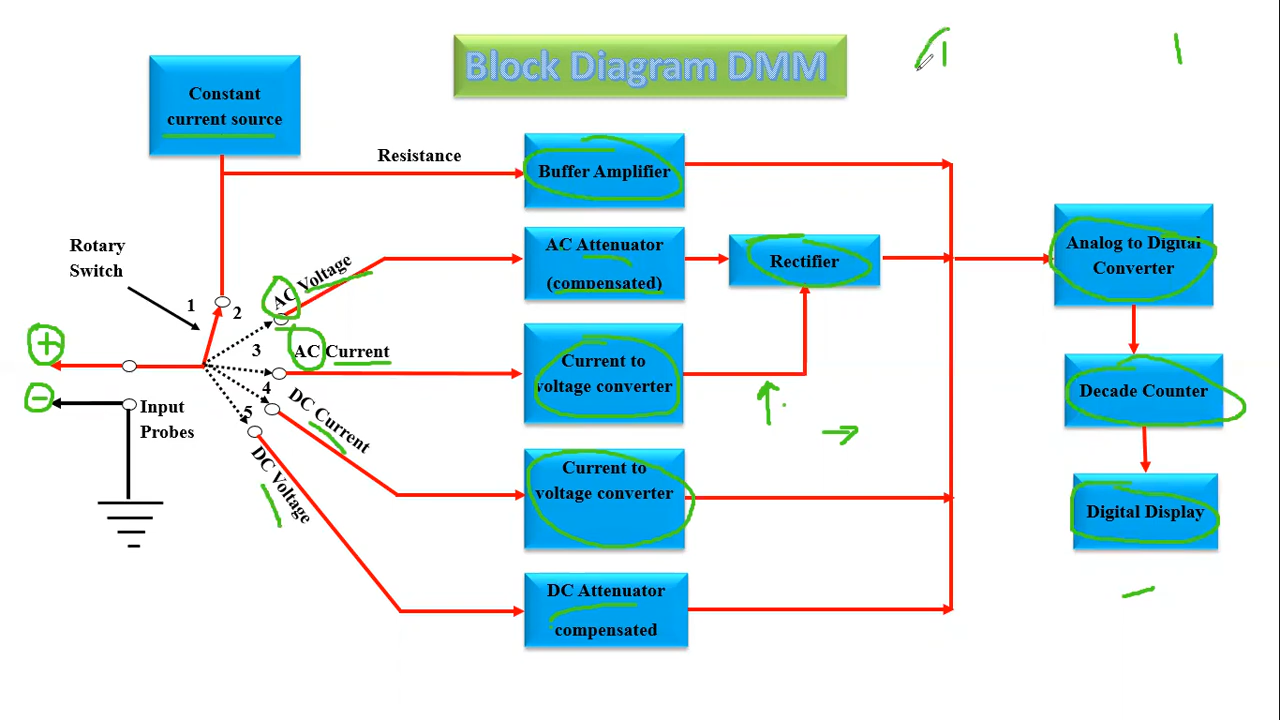 Block Diagram DMM
Constant
current source
Resistance
Buffer Amplifier
Rotary
Switch
1
2
3
4
5
AC Voltage
AC Current
DC Current
DC Voltage
+
-
Input
Probes
AC Attenuator
(compensated)
Rectifier
Current to
voltage converter
Current to
voltage converter
DC Attenuator
compensated
Analog to Digital
Converter
Decade Counter
Digital Display